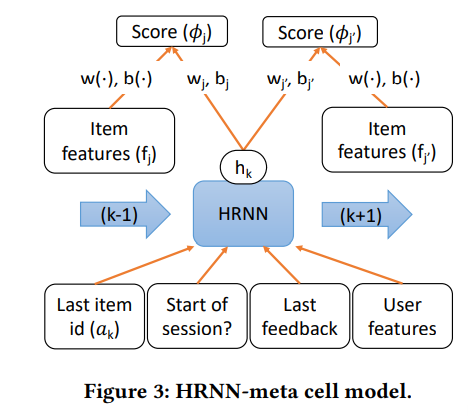 Score (ϕj)
Score (ϕj′)
w(·), b(·)
wj, bj
wj′, bj′
w(·), b(·)
Item
features (fj)
Item
features (fj′)
hk
(k-1)
HRNN
(k+1)
Last item
id (ak)
Start of
session?
Last
feedback
User
features
Figure 3: HRNN-meta cell model.